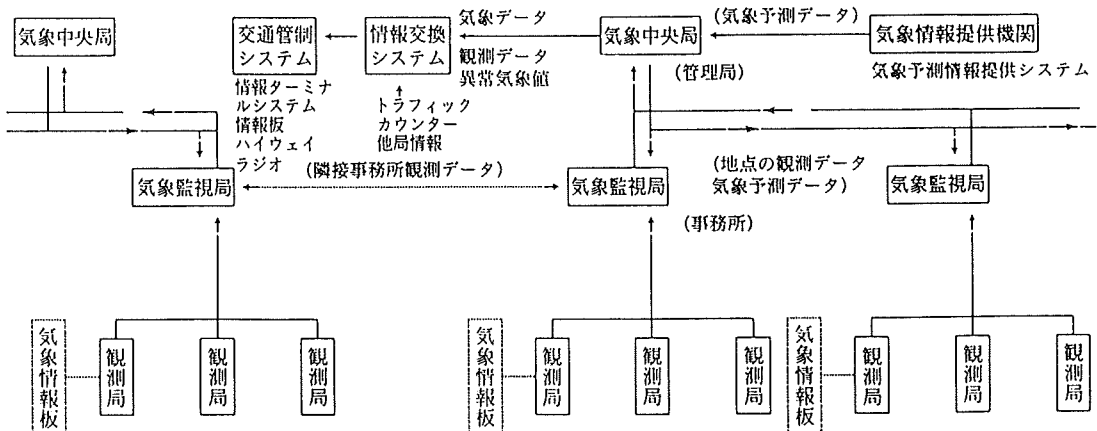 気象中央局
交通管制
システム
情報ターミナ
ルシステム
情報板
ハイウェイ
ラジオ
情報交換
システム
トラフィック
カウンター
他局情報
気象データ
観測データ
異常気象値
気象中央局
(管理局)
(気象予測データ)
気象情報提供機関
気象予測情報提供システム
気象監視局
(隣接事務所観測データ)
気象監視局
(事務所)
(地点の観測データ
気象予測データ)
気象監視局
気象情報板
観測局
観測局
観測局
気象情報板
観測局
観測局
観測局
気象情報板
観測局
観測局
観測局